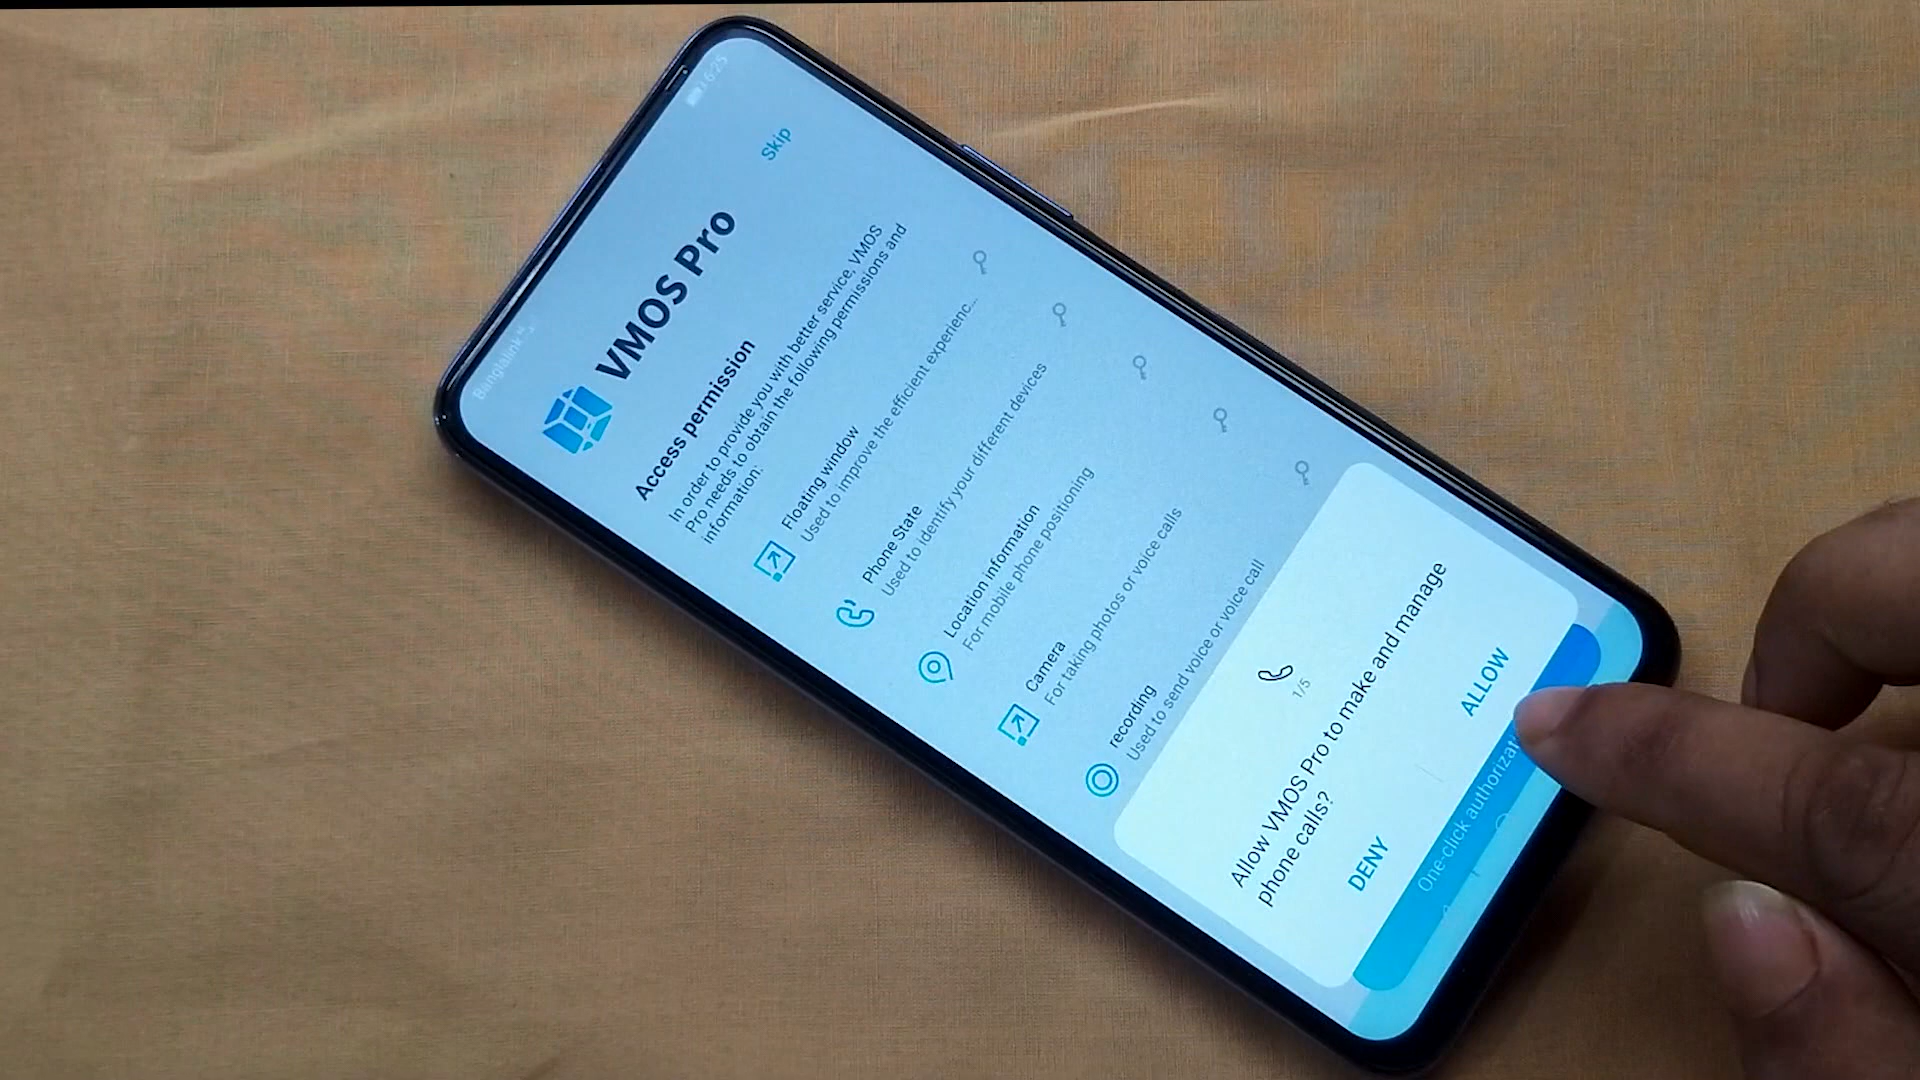 Banglalink
16:25
Skip
VMOS Pro
Access permission
In order to provide you with better service, VMOS
Pro needs to obtain the following permissions and
information:
Floating window
Used to improve the efficient experienc...
Phone State
Used to identify your different devices
Location information
For mobile phone positioning
Camera
For taking photos or voice calls
recording
Used to send voice or voice call
1/5
Allow VMOS Pro to make and manage
phone calls?
DENY
ALLOW
One-click